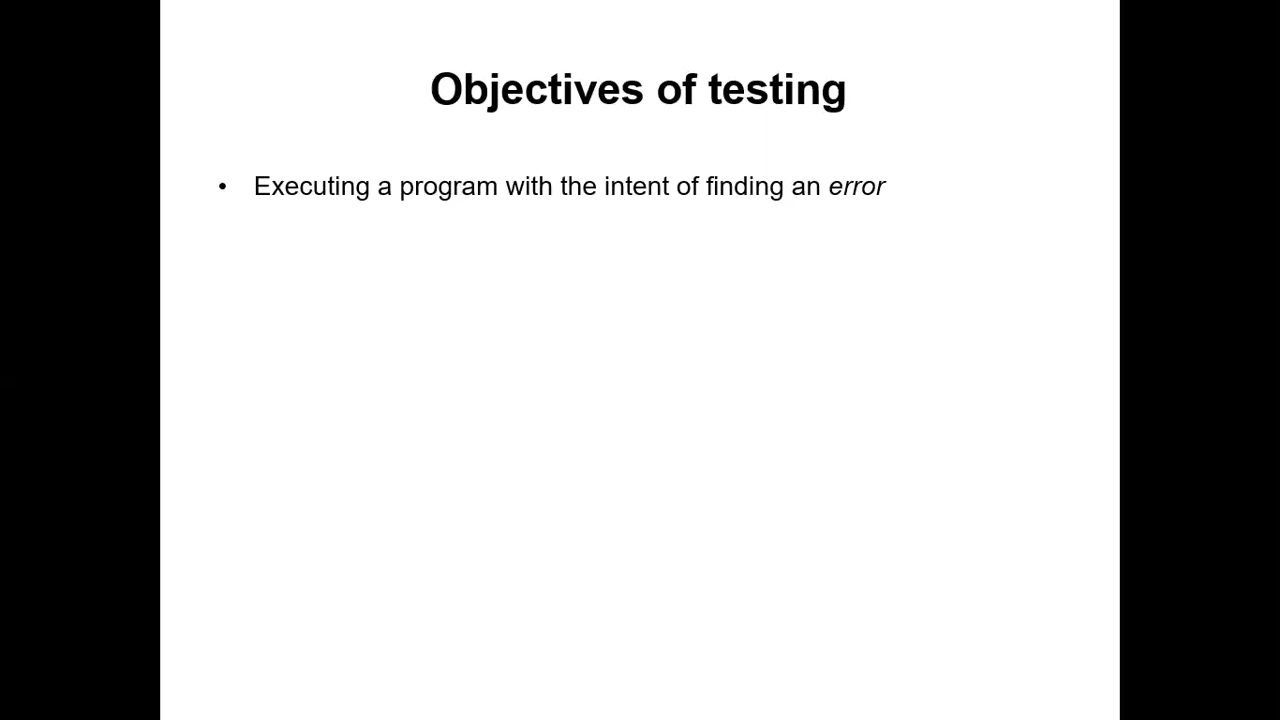 Objectives of testing
• Executing a program with the intent of finding an error